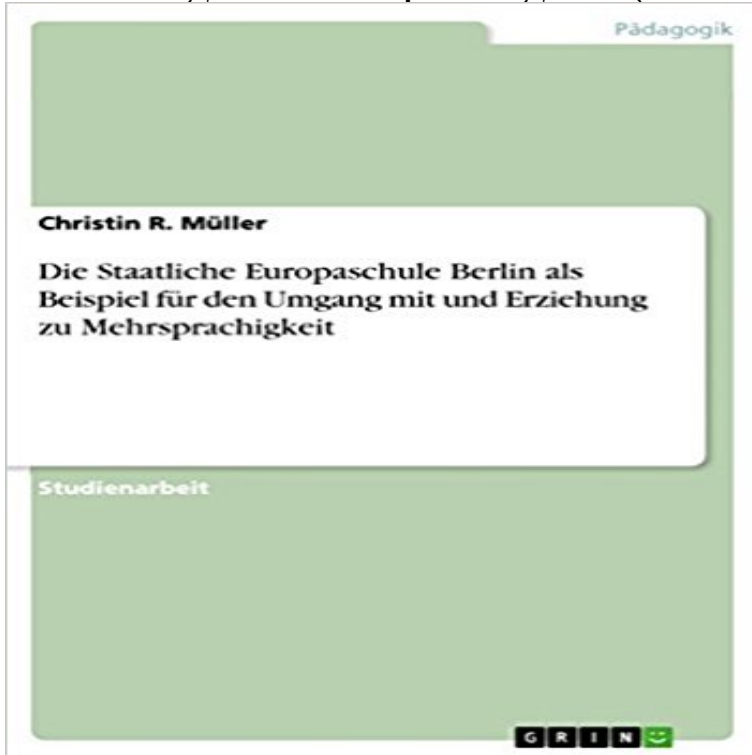 Pädagogik
Christin R. Müller
Die Staatliche Europaschule Berlin als
Beispiel für den Umgang mit und Erziehung
zu Mehrsprachigkeit
Studienarbeit
GRIN